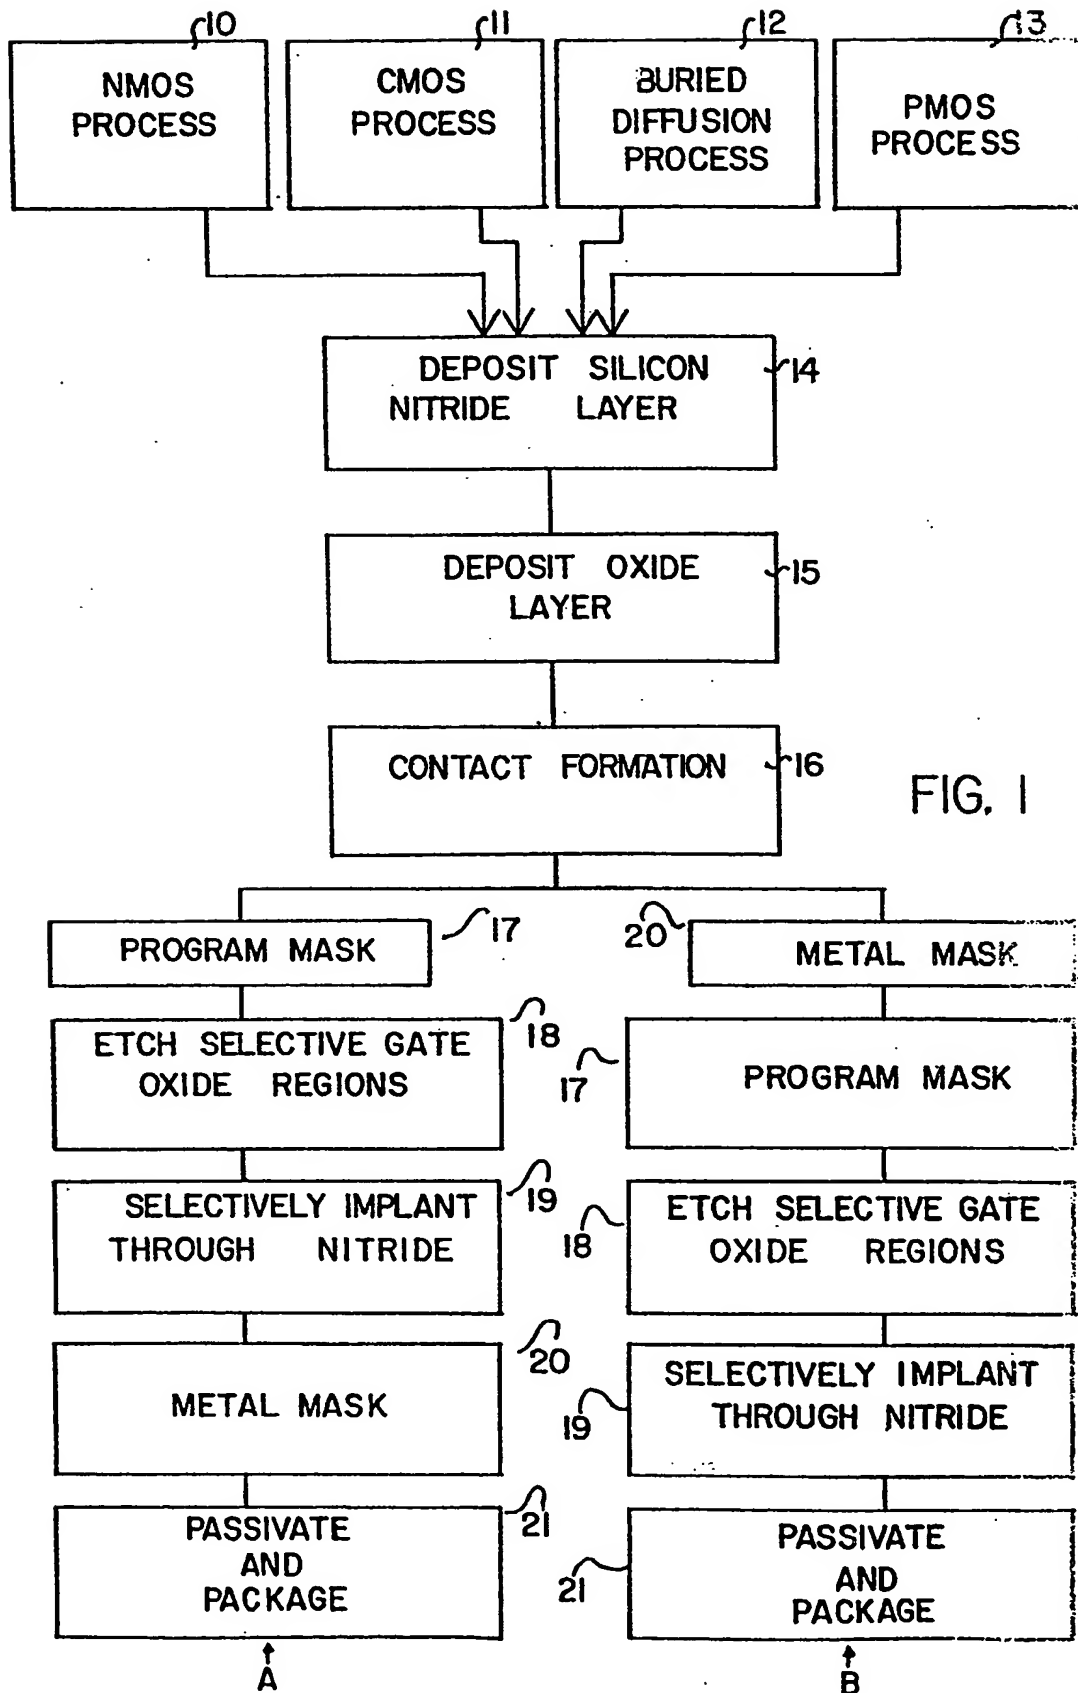 10
11
12
13
NMOS
PROCESS
CMOS
PROCESS
BURIED
DIFFUSION
PROCESS
PMOS
PROCESS
DEPOSIT SILICON
NITRIDE LAYER
14
DEPOSIT OXIDE
LAYER
15
CONTACT FORMATION
16
FIG. 1
PROGRAM MASK
17
ETCH SELECTIVE GATE
OXIDE REGIONS
18
SELECTIVELY IMPLANT
THROUGH NITRIDE
19
METAL MASK
20
PASSIVATE
AND
PACKAGE
21
A
20
METAL MASK
17
PROGRAM MASK
18
ETCH SELECTIVE GATE
OXIDE REGIONS
19
SELECTIVELY IMPLANT
THROUGH NITRIDE
21
PASSIVATE
AND
PACKAGE
B